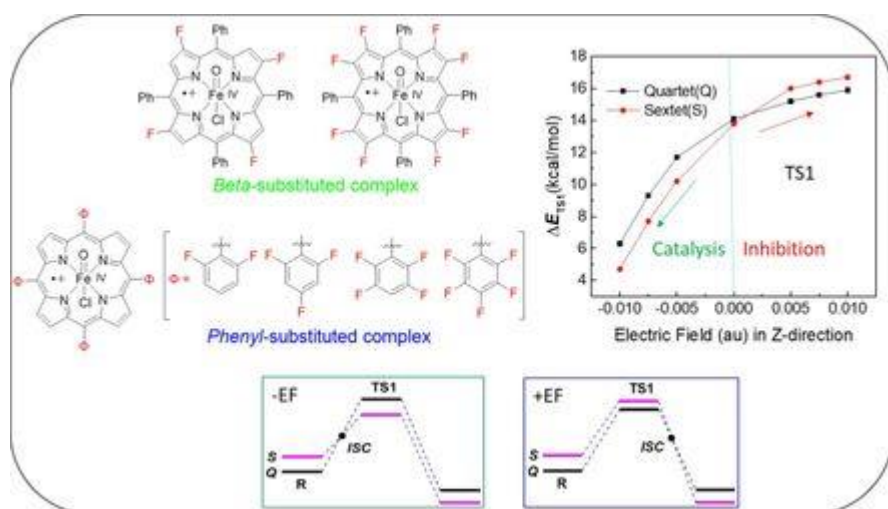 F Ph F
F F
O
N N
Ph •+ Fe IV Ph
N Cl N
F Ph F
F Ph F
F F
O
N N
Ph •+ Fe IV Ph
N Cl N
F F
F Ph F
Beta-substituted complex
Φ
O
N N
Φ •+ Fe IV Φ
N Cl N
Φ
Φ =
F F
F F
F
F F
F F
F F
F F
F
Phenyl-substituted complex
18
16
14
12
10
8
6
4
ΔE TS1 (kcal/mol)
Quartet(Q)
Sextet(S)
TS1
Catalysis Inhibition
-0.010 -0.005 0.000 0.005 0.010
Electric Field (au) in Z-direction
-EF TS1
S ISC
Q
R
+EF TS1
S ISC
Q
R